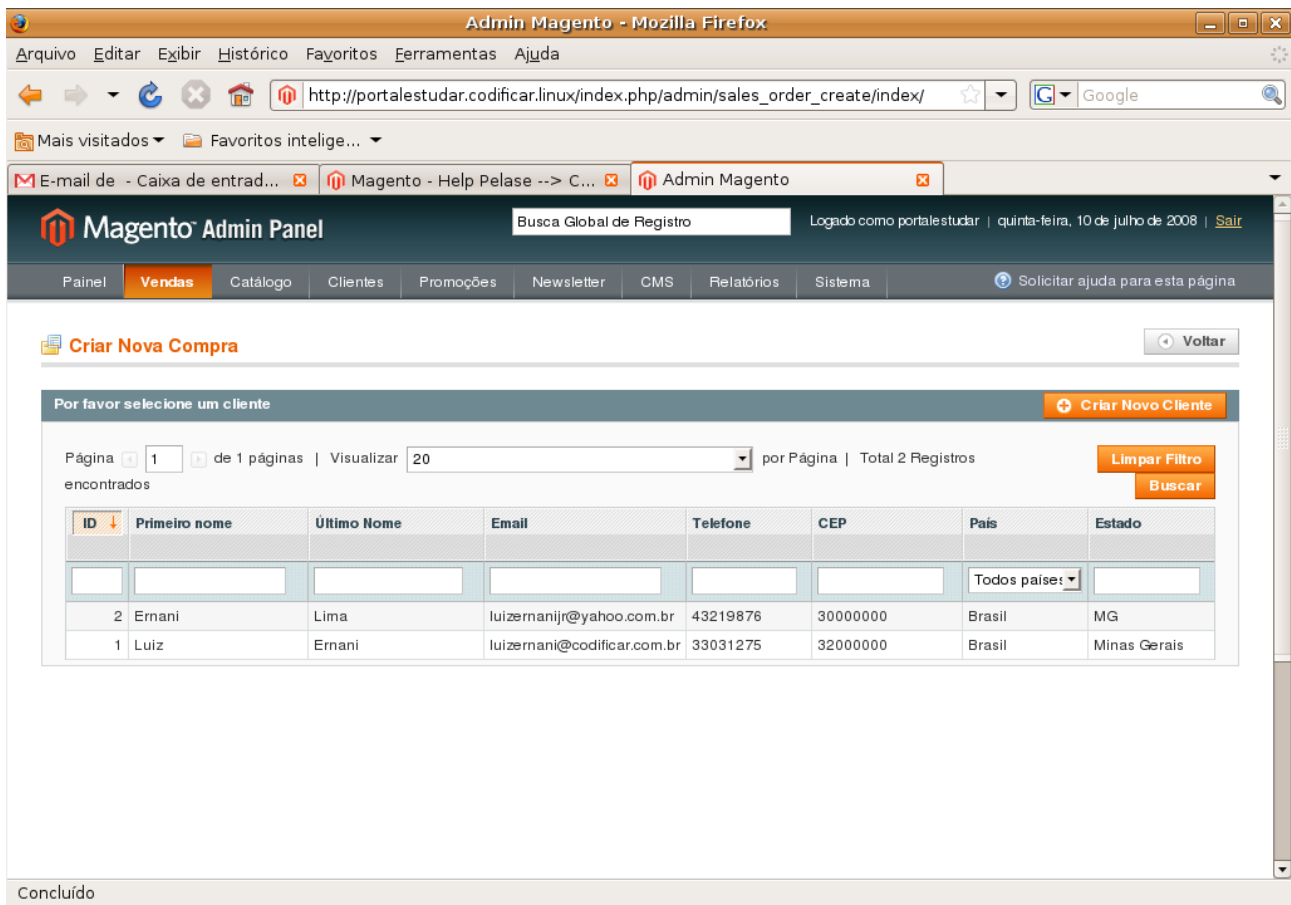 Admin Magento - Mozilla Firefox
Arquivo Editar Exibir Histórico Favoritos Ferramentas Ajuda
http://portalestudar.codificar.linux/index.php/admin/sales_order_create/index/ G Google
Mais visitados Favoritos intelige...
E-mail de - Caixa de entrad... Magento - Help Pelase --> C... Admin Magento
Magento Admin Panel Busca Global de Registro Logado como portalestudar | quinta-feira, 10 de julho de 2008 | Sair
Painel Vendas Catálogo Clientes Promoções Newsletter CMS Relatórios Sistema Solicitar ajuda para esta página
Criar Nova Compra Voltar
Por favor selecione um cliente Criar Novo Cliente
Página 1 de 1 páginas | Visualizar 20 por Página | Total 2 Registros Limpar Filtro
encontrados Buscar
ID Primeiro nome Último Nome Email Telefone CEP País Estado
Todos países
2 Ernani Lima luizernanijr@yahoo.com.br 43219876 30000000 Brasil MG
1 Luiz Ernani luizernani@codificar.com.br 33031275 32000000 Brasil Minas Gerais
Concluído